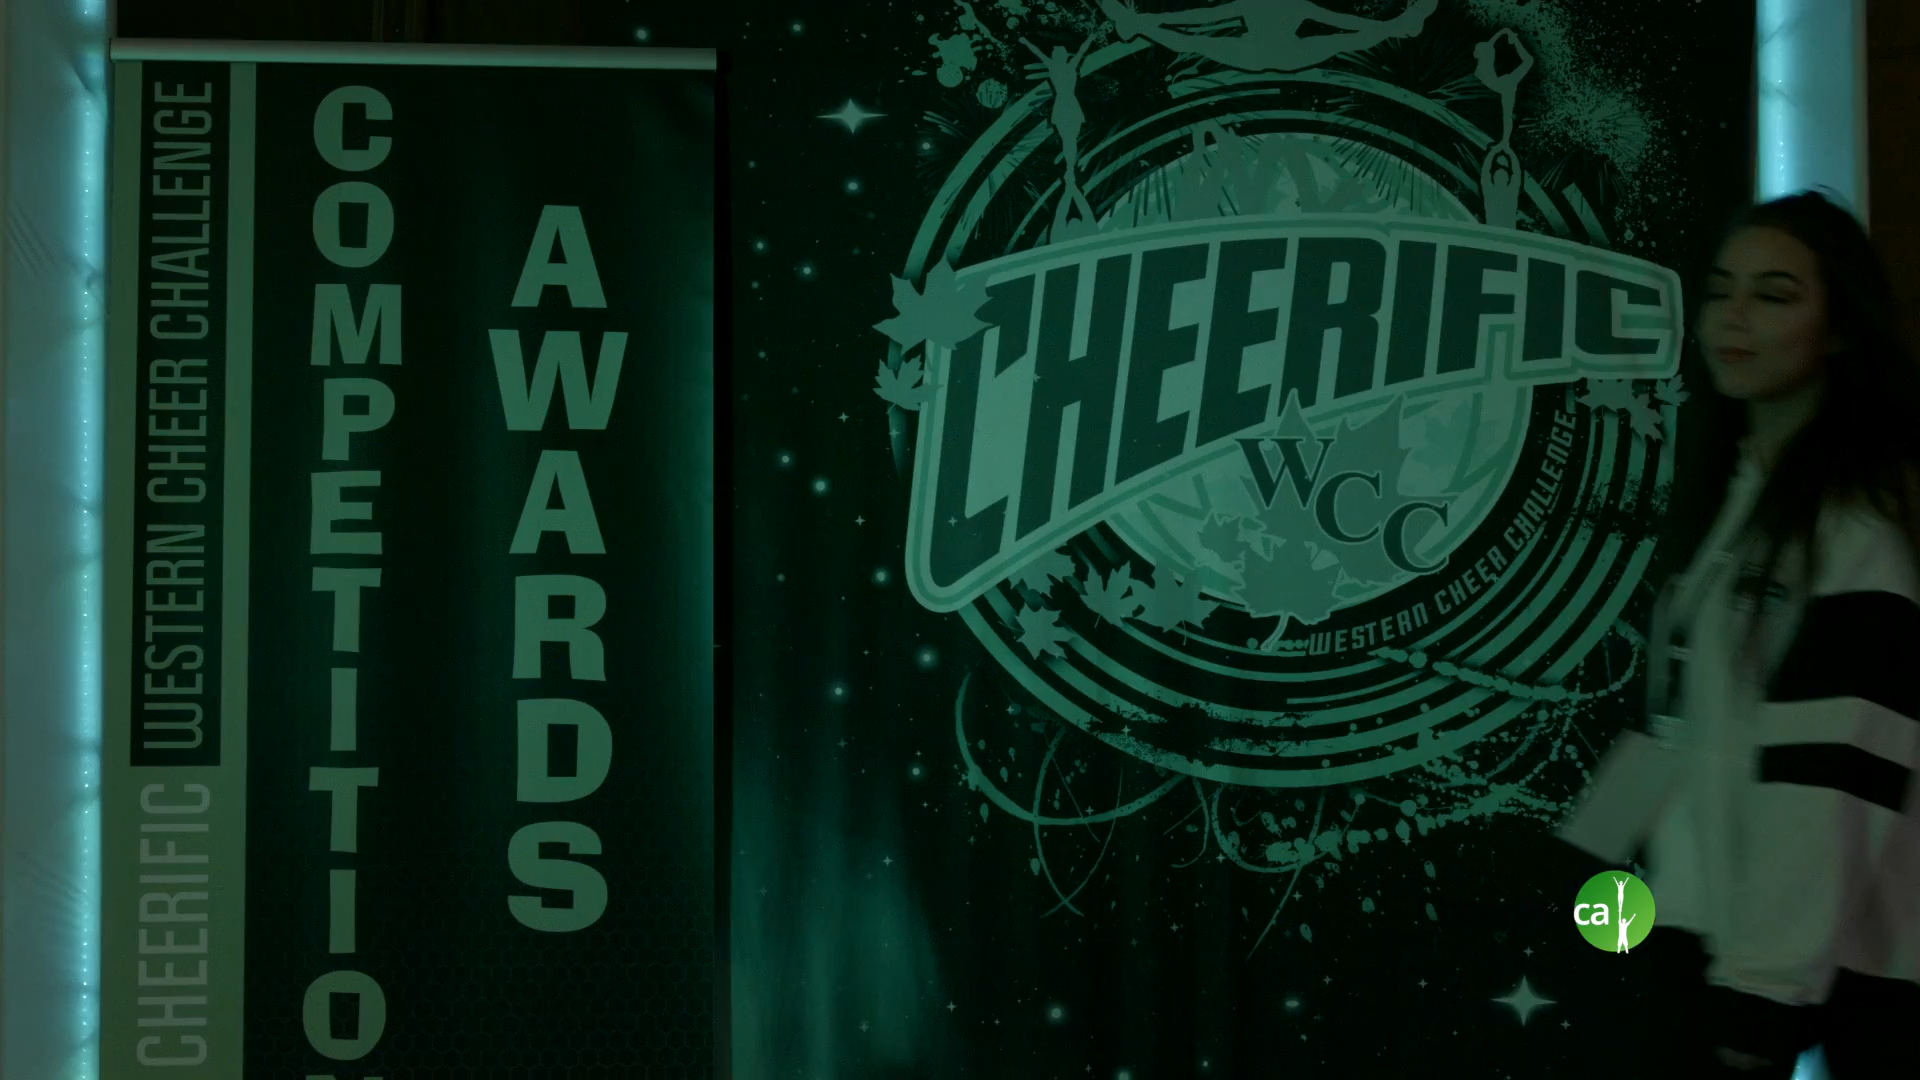 CHEERIFIC WESTERN CHEER CHALLENGE
COMPETITION
AWARDS
CHEERIFIC
WCC
WESTERN CHEER CHALLENGE
ca